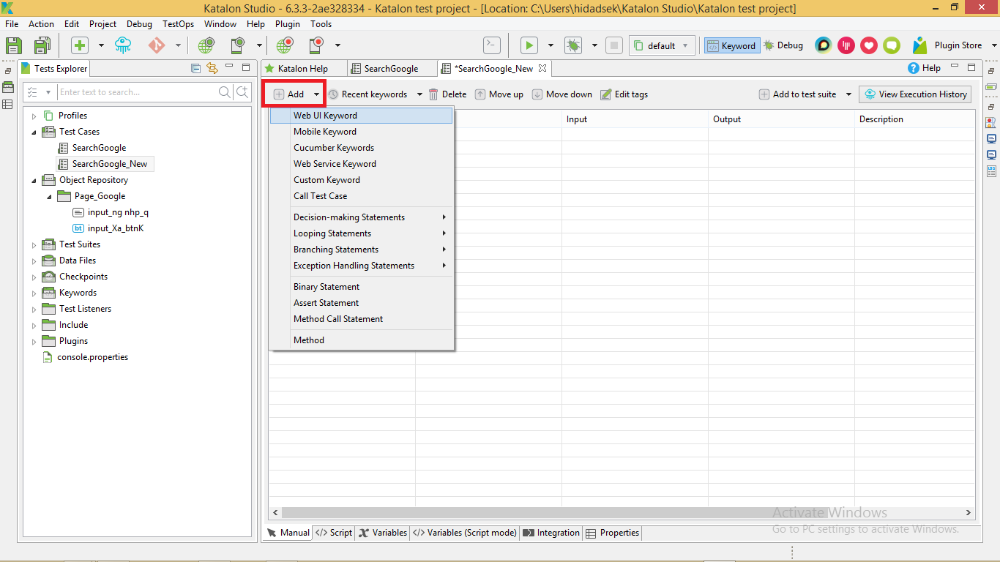 Katalon Studio - 6.3.3-2ae328334 - Katalon test project - [Location: C:\Users\hidadsek\Katalon Studio\Katalon test project]
File Action Edit Project Debug TestOps Window Help Plugin Tools
default Keyword Debug Plugin Store
Tests Explorer
Enter text to search...
Profiles
Test Cases
SearchGoogle
SearchGoogle_New
Object Repository
Page_Google
input_ng nhp_q
bt input_Xa_btnK
Test Suites
Data Files
Checkpoints
Keywords
Test Listeners
Include
Plugins
console.properties
Katalon Help SearchGoogle *SearchGoogle_New Help
Add Recent keywords Delete Move up Move down Edit tags Add to test suite View Execution History
Input Output Description
Web UI Keyword
Mobile Keyword
Cucumber Keywords
Web Service Keyword
Custom Keyword
Call Test Case
Decision-making Statements
Looping Statements
Branching Statements
Exception Handling Statements
Binary Statement
Assert Statement
Method Call Statement
Method
Activate Windows
Go to PC settings to activate Windows.
Manual </> Script Variables </> Variables (Script mode) Integration Properties